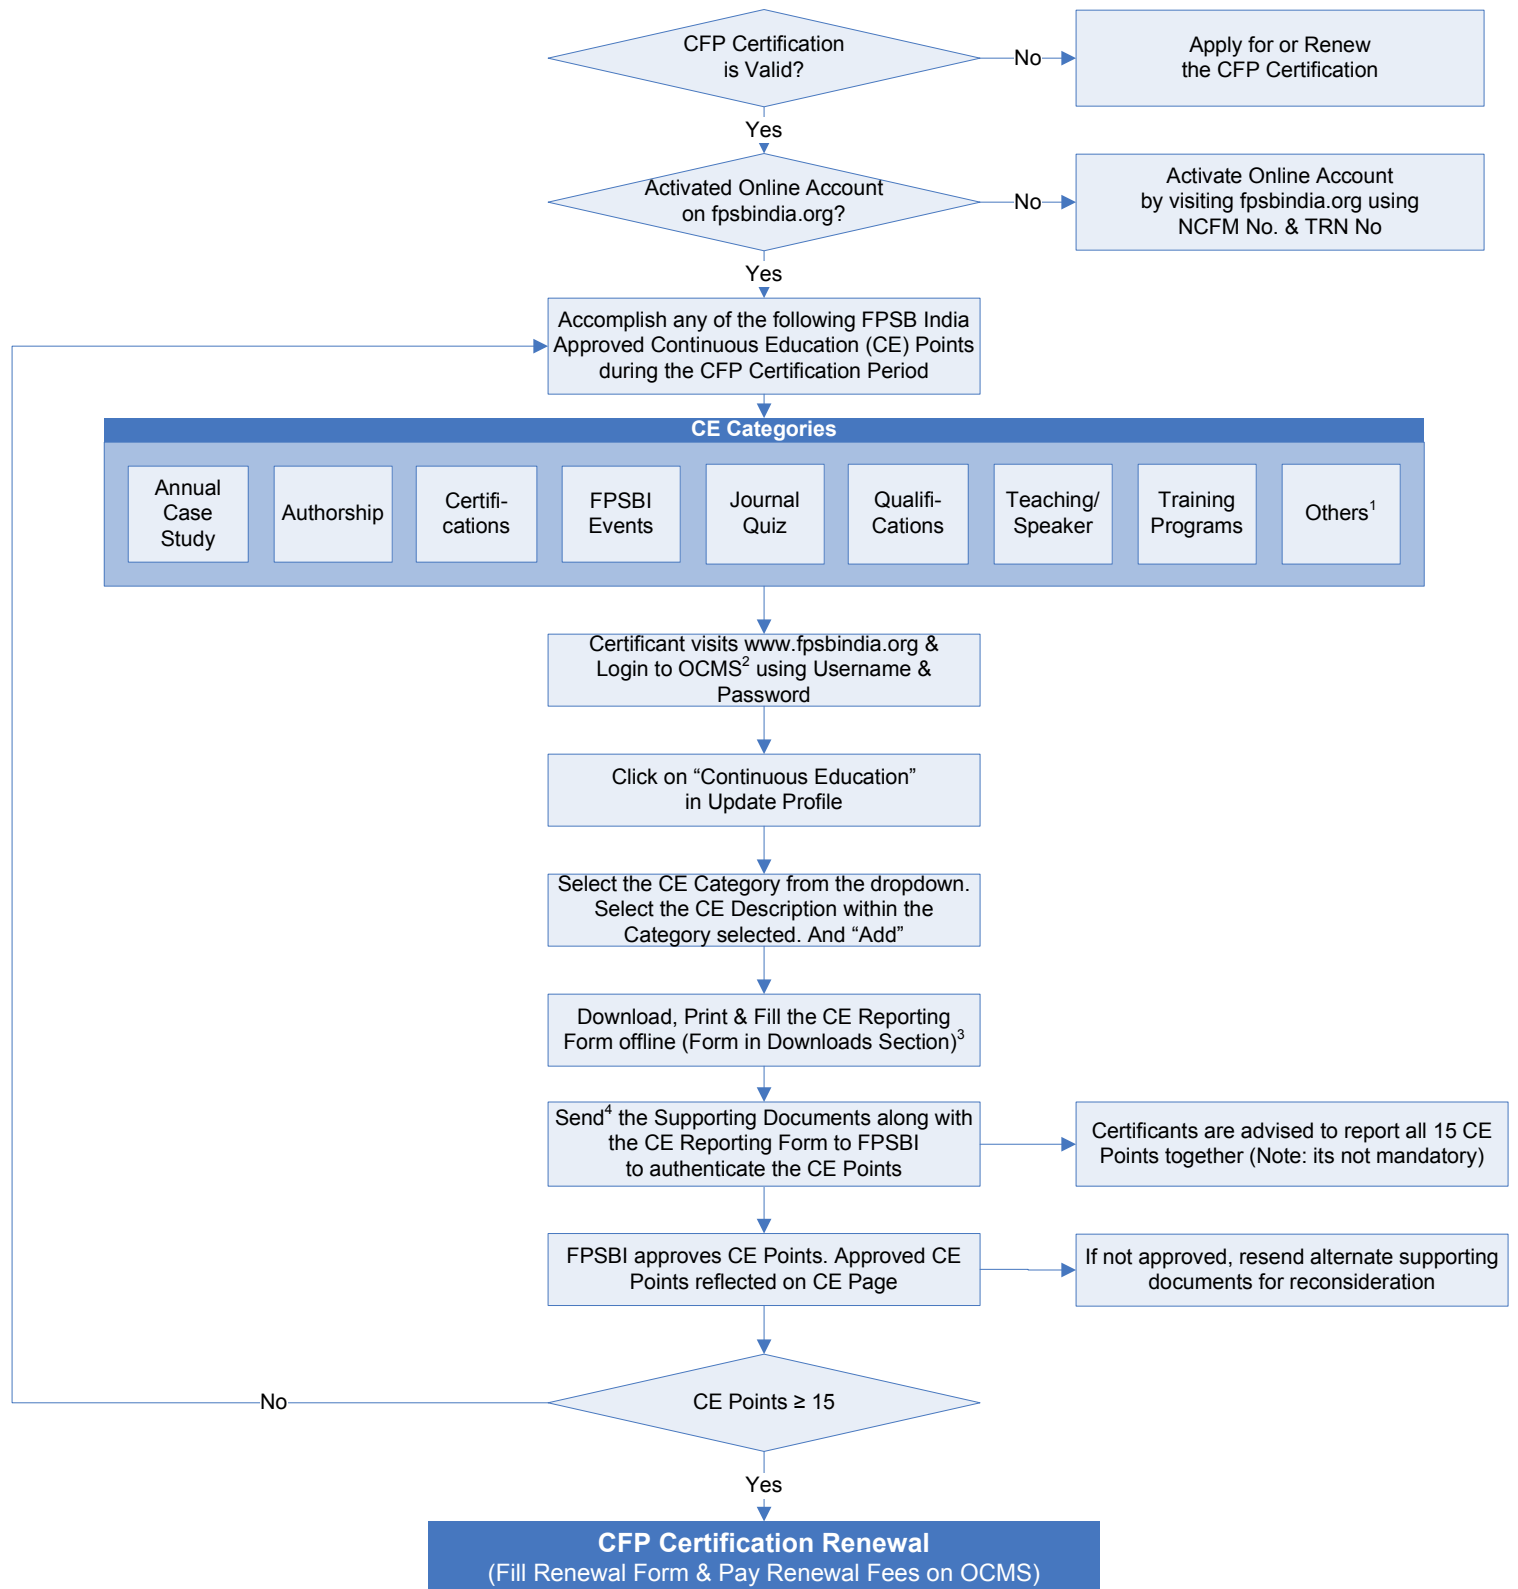 CFP Certification
is Valid?
No
Apply for or Renew
the CFP Certification
Yes
Activated Online Account
on fpsbindia.org?
No
Activate Online Account
by visiting fpsbindia.org using
NCFM No. & TRN No
Yes
Accomplish any of the following FPSB India
Approved Continuous Education (CE) Points
during the CFP Certification Period
CE Categories
Annual
Case
Study
Authorship
Certifi-
cations
FPSBI
Events
Journal
Quiz
Qualifi-
Cations
Teaching/
Speaker
Training
Programs
Others¹
Certificant visits www.fpsbindia.org &
Login to OCMS² using Username &
Password
Click on “Continuous Education”
in Update Profile
Select the CE Category from the dropdown.
Select the CE Description within the
Category selected. And “Add”
Download, Print & Fill the CE Reporting
Form offline (Form in Downloads Section)³
Send⁴ the Supporting Documents along with
the CE Reporting Form to FPSBI
to authenticate the CE Points
Certificants are advised to report all 15 CE
Points together (Note: its not mandatory)
FPSBI approves CE Points. Approved CE
Points reflected on CE Page
If not approved, resend alternate supporting
documents for reconsideration
No
CE Points ≥ 15
Yes
CFP Certification Renewal
(Fill Renewal Form & Pay Renewal Fees on OCMS)